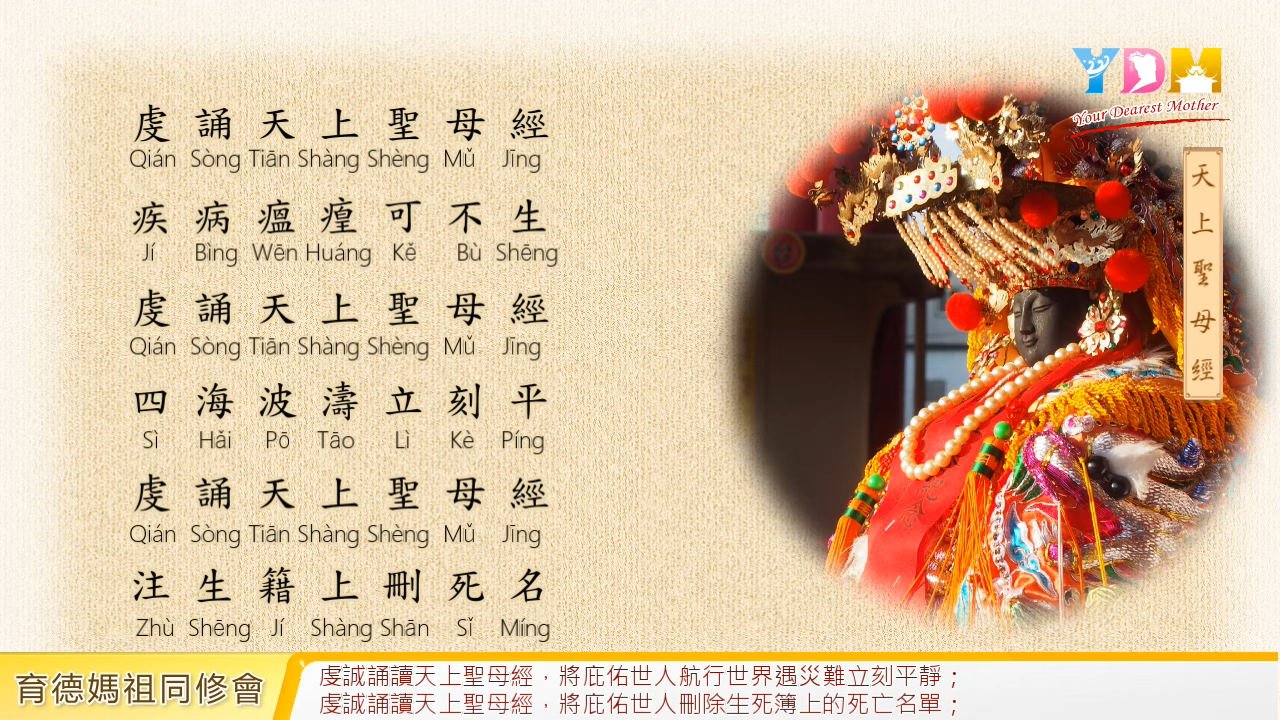 虔誦天上聖母經
Qián Sòng Tiān Shàng Shèng Mǔ Jīng
疾病瘟瘟可不生
Jí Bìng Wēn Huáng Kě Bù Shēng
虔誦天上聖母經
Qián Sòng Tiān Shàng Shèng Mǔ Jīng
四海波濤立刻平
Sì Hǎi Pō Tāo Lì Kè Píng
虔誦天上聖母經
Qián Sòng Tiān Shàng Shèng Mǔ Jīng
注生籍上刪死名
Zhù Shēng Jí Shàng Shān Sǐ Míng
YDM
Your Dearest Mother
天上聖母經
育德媽祖同修會
虔誠誦讀天上聖母經，將庇佑世人航行世界遇災難立刻平靜；
虔誠誦讀天上聖母經，將庇佑世人刪除生死簿上的死亡名單；